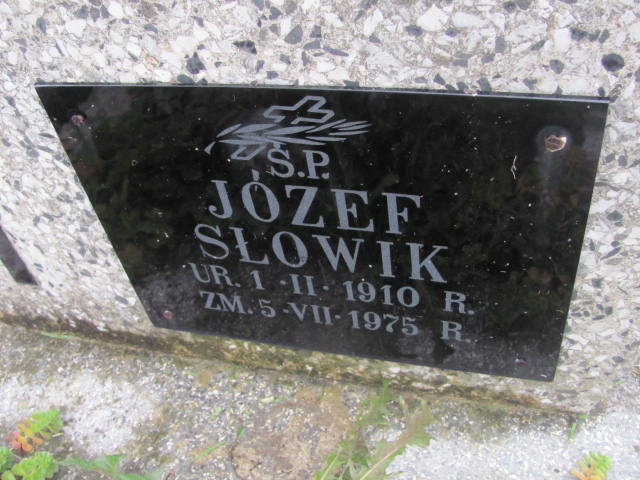 Ś.P.
JÓZEF
SŁOWIK
UR. 1·II·1910 R.
ZM. 5·VII·1975 R.